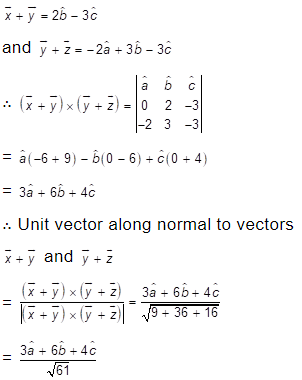 x̄ + ȳ = 2b̂ − 3ĉ
and ȳ + z̄ = −2â + 3b̂ − 3ĉ
∴ (x̄ + ȳ) × (ȳ + z̄) = | â b̂ ĉ |
| 0 2 −3 |
| −2 3 −3 |
= â(−6 + 9) − b̂(0 − 6) + ĉ(0 + 4)
= 3â + 6b̂ + 4ĉ
∴ Unit vector along normal to vectors
x̄ + ȳ and ȳ + z̄
= (x̄ + ȳ) × (ȳ + z̄) / |(x̄ + ȳ) × (ȳ + z̄)| = 3â + 6b̂ + 4ĉ / √9 + 36 + 16
= 3â + 6b̂ + 4ĉ / √61